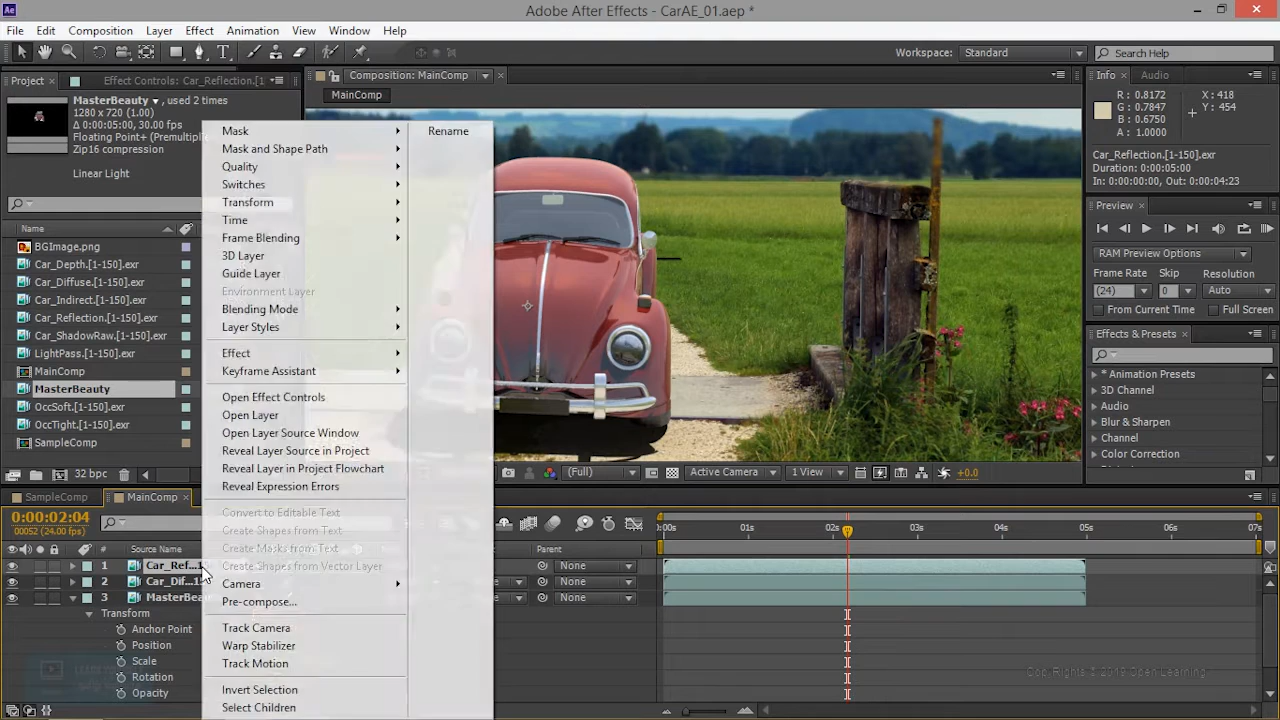 Adobe After Effects - CarAE_01.aep *
File Edit Composition Layer Effect Animation View Window Help
Workspace: Standard Search Help
Project Effect Controls: Car_Reflection.[1
MasterBeauty ▾, used 2 times
1280 x 720 (1.00)
Δ 0:00:05:00, 30.00 fps
Floating Point+ (Premultip
Zip16 compression
Linear Light
Name
BGImage.png
Car_Depth.[1-150].exr
Car_Diffuse.[1-150].exr
Car_Indirect.[1-150].exr
Car_Reflection.[1-150].exr
Car_ShadowRaw.[1-150].exr
LightPass.[1-150].exr
MainComp
MasterBeauty
OccSoft.[1-150].exr
OccTight.[1-150].exr
SampleComp
32 bpc
Composition: MainComp
MainComp
Mask
Mask and Shape Path
Quality
Switches
Transform
Time
Frame Blending
3D Layer
Guide Layer
Environment Layer
Blending Mode
Layer Styles
Effect
Keyframe Assistant
Open Effect Controls
Open Layer
Open Layer Source Window
Reveal Layer Source in Project
Reveal Layer in Project Flowchart
Reveal Expression Errors
Convert to Editable Text
Create Shapes from Text
Create Masks from Text
Create Shapes from Vector Layer
Camera
Pre-compose...
Track Camera
Warp Stabilizer
Track Motion
Invert Selection
Select Children
Rename
(Full) Active Camera 1 View +0.0
Info Audio
R: 0.8172 X: 418
G: 0.7847 Y: 454
B: 0.6750
A: 1.0000
Car_Reflection.[1-150].exr
Duration: 0:00:05:00
In: 0:00:00:00, Out: 0:00:04:23
Preview
RAM Preview Options
Frame Rate Skip Resolution
(24) 0 Auto
From Current Time Full Screen
Effects & Presets
* Animation Presets
3D Channel
Audio
Blur & Sharpen
Channel
Color Correction
SampleComp MainComp
0:00:02:04
00052 (24.00 fps)
Source Name Parent
1 Car_Ref...1 None
2 Car_Dif...1 None
3 MasterBea None
Transform
Anchor Point
Position
Scale
Rotation
Opacity
:00s 01s 02s 03s 04s 05s 06s 07s
Cop Rights © 2019 Open Learning